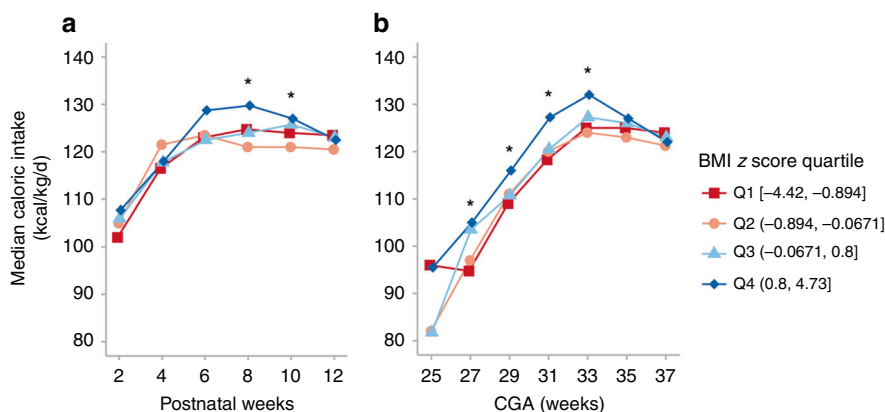 a
b
Median caloric intake
(kcal/kg/d)
140
130
120
110
100
90
80
* *
2 4 6 8 10 12
Postnatal weeks
140
130
120
110
100
90
80
* * * *
25 27 29 31 33 35 37
CGA (weeks)
BMI z score quartile
Q1 [–4.42, –0.894]
Q2 (–0.894, –0.0671]
Q3 (–0.0671, 0.8]
Q4 (0.8, 4.73]